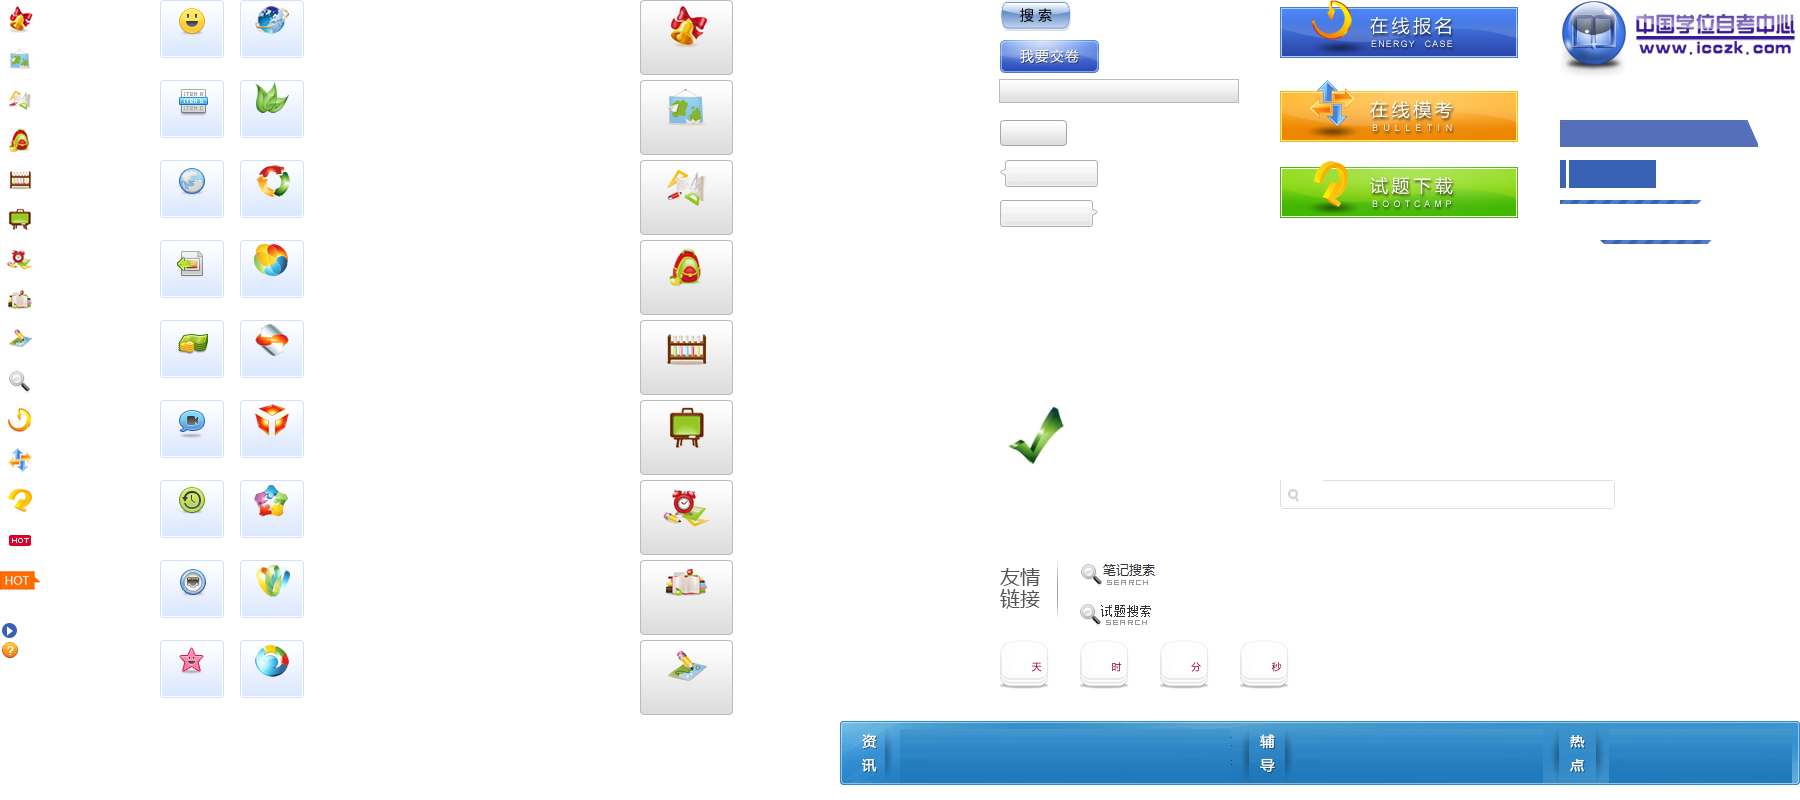 HOT
HOT
?
ITEM A
ITEM B
ITEM C
搜 索
我要交卷
在线报名
ENERGY CASE
在线模考
BULLETIN
试题下载
BOOTCAMP
中国学位自考中心
www.icczk.com
友情
链接
笔记搜索
SEARCH
试题搜索
SEARCH
天
时
分
秒
资
讯
辅
导
热
点